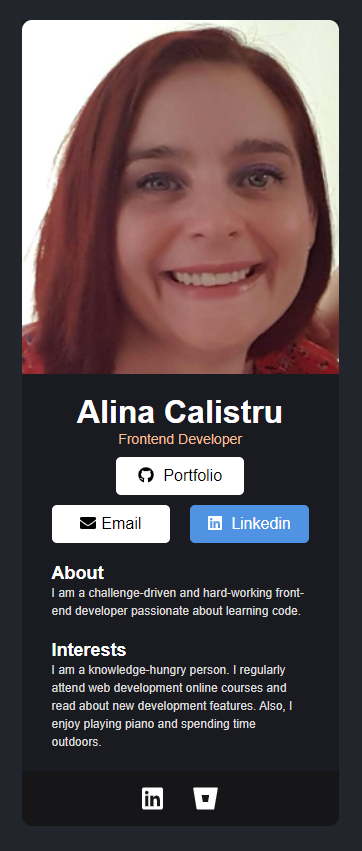 Alina Calistru
Frontend Developer
Portfolio
Email
Linkedin
About
I am a challenge-driven and hard-working front-
end developer passionate about learning code.
Interests
I am a knowledge-hungry person. I regularly
attend web development online courses and
read about new development features. Also, I
enjoy playing piano and spending time
outdoors.